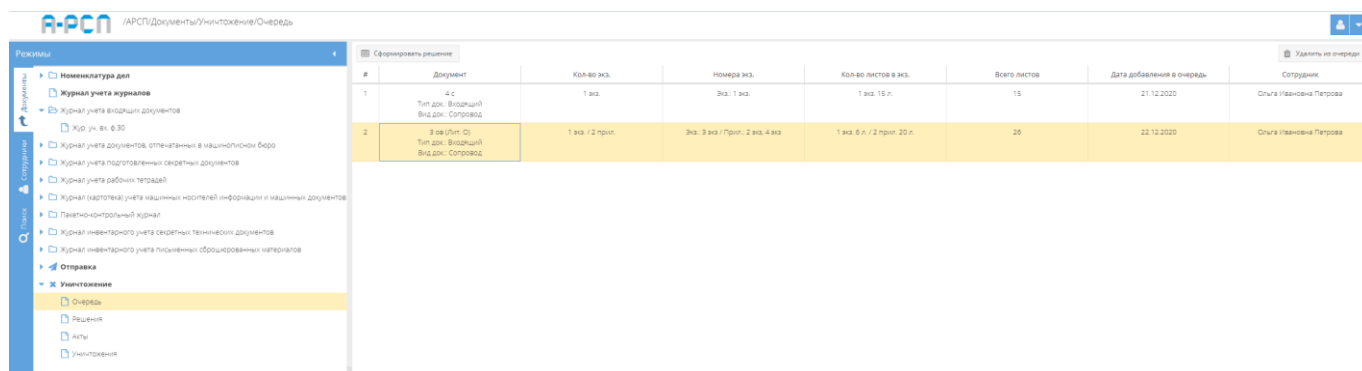 А-РСП
/АРСП/Документы/Уничтожение/Очередь
Режимы
Документы
Сотрудники
Поиск
Номенклатура дел
Журнал учета журналов
Журнал учета входящих документов
Жур. уч. вх. ф.30
Журнал учета документов, отпечатанных в машинописном бюро
Журнал учета подготовленных секретных документов
Журнал учета рабочих тетрадей
Журнал (картотека) учета машинных носителей информации и машинных документов
Пакетно-контрольный журнал
Журнал инвентарного учета секретных технических документов
Журнал инвентарного учета письменных сброшюрованных материалов
Отправка
Уничтожение
Очередь
Решения
Акты
Уничтожения
Сформировать решение
Удалить из очереди
# Документ Кол-во экз. Номера экз. Кол-во листов в экз. Всего листов Дата добавления в очередь Сотрудник
1 4 с 1 экз. Экз.: 1 экз. 1 экз. 15 л. 15 21.12.2020 Ольга Ивановна Петрова
Тип док.: Входящий
Вид док.: Сопровод
2 3 ов (Лит. О) 1 экз. / 2 прил. Экз.: 3 экз / Прил.: 2 экз, 4 экз 1 экз. 6 л. / 2 прил. 20 л. 26 22.12.2020 Ольга Ивановна Петрова
Тип док.: Входящий
Вид док.: Сопровод